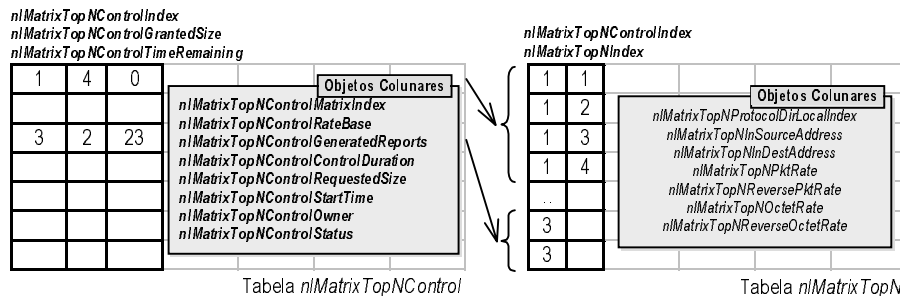 nlMatrixTopNControlIndex
nlMatrixTopNControlGrantedSize
nlMatrixTopNControlTimeRemaining
1 4 0
3 2 23
Objetos Colunares
nlMatrixTopNControlMatrixIndex
nlMatrixTopNControlRateBase
nlMatrixTopNControlGeneratedReports
nlMatrixTopNControlControlDuration
nlMatrixTopNControlRequestedSize
nlMatrixTopNControlStartTime
nlMatrixTopNControlOwner
nlMatrixTopNControlStatus
Tabela nlMatrixTopNControl
nlMatrixTopNControlIndex
nlMatrixTopNIndex
1 1
1 2
1 3
1 4
..
3
3
Objetos Colunares
nlMatrixTopNProtocolDirLocalIndex
nlMatrixTopNInSourceAddress
nlMatrixTopNInDestAddress
nlMatrixTopNPktRate
nlMatrixTopNReversePktRate
nlMatrixTopNOctetRate
nlMatrixTopNReverseOctetRate
Tabela nlMatrixTopN